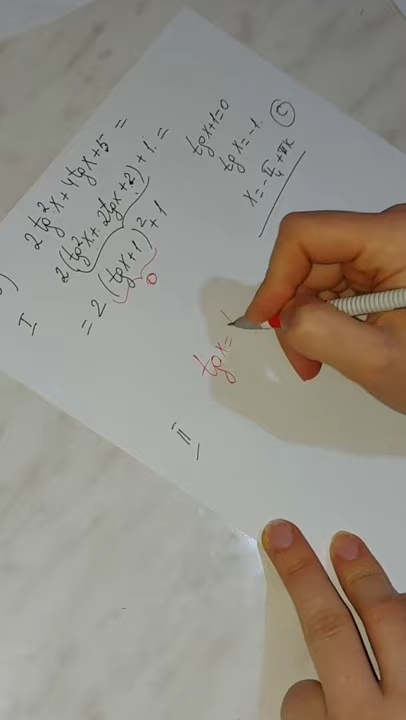 2tg²x+4tgx+5=
I 2(tg²x+2tgx+2)+1=
=2(tgx+1)²+1
0
tgx+1=0
tgx=-1
x=-π/4+πk
C
II tgx=